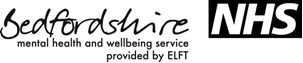 Bedfordshire
mental health and wellbeing service
provided by ELFT
NHS